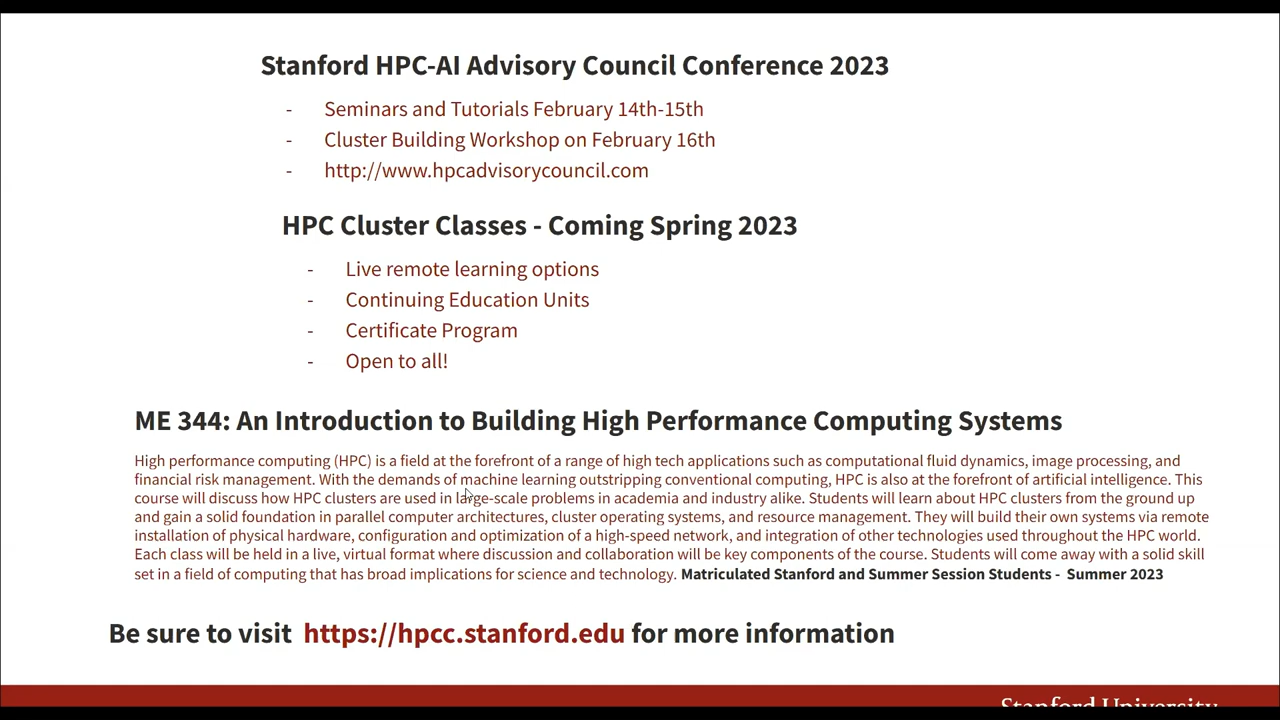 Stanford HPC-AI Advisory Council Conference 2023
- Seminars and Tutorials February 14th-15th
- Cluster Building Workshop on February 16th
- http://www.hpcadvisorycouncil.com
HPC Cluster Classes - Coming Spring 2023
- Live remote learning options
- Continuing Education Units
- Certificate Program
- Open to all!
ME 344: An Introduction to Building High Performance Computing Systems
High performance computing (HPC) is a field at the forefront of a range of high tech applications such as computational fluid dynamics, image processing, and
financial risk management. With the demands of machine learning outstripping conventional computing, HPC is also at the forefront of artificial intelligence. This
course will discuss how HPC clusters are used in large-scale problems in academia and industry alike. Students will learn about HPC clusters from the ground up
and gain a solid foundation in parallel computer architectures, cluster operating systems, and resource management. They will build their own systems via remote
installation of physical hardware, configuration and optimization of a high-speed network, and integration of other technologies used throughout the HPC world.
Each class will be held in a live, virtual format where discussion and collaboration will be key components of the course. Students will come away with a solid skill
set in a field of computing that has broad implications for science and technology. Matriculated Stanford and Summer Session Students - Summer 2023
Be sure to visit https://hpcc.stanford.edu for more information
Stanford University